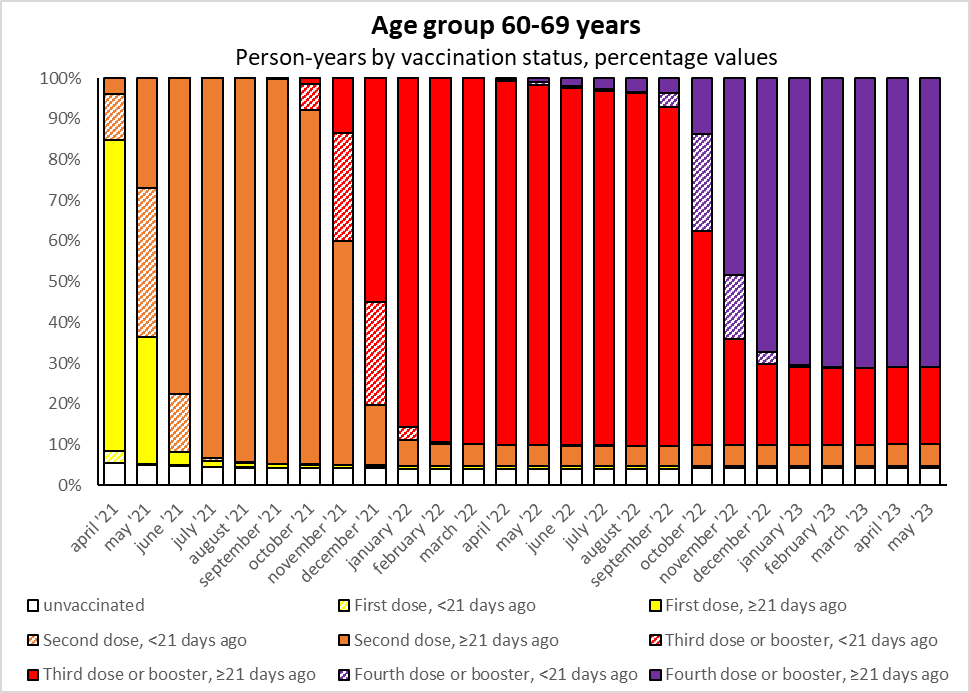 Age group 60-69 years
Person-years by vaccination status, percentage values
100%
90%
80%
70%
60%
50%
40%
30%
20%
10%
0%
april '21
may '21
june '21
july '21
august '21
september '21
october '21
november '21
december '21
january '22
february '22
march '22
april '22
may '22
june '22
july '22
august '22
september '22
october '22
november '22
december '22
january '23
february '23
march '23
april '23
may '23
unvaccinated First dose, <21 days ago First dose, ≥21 days ago
Second dose, <21 days ago Second dose, ≥21 days ago Third dose or booster, <21 days ago
Third dose or booster, ≥21 days ago Fourth dose or booster, <21 days ago Fourth dose or booster, ≥21 days ago